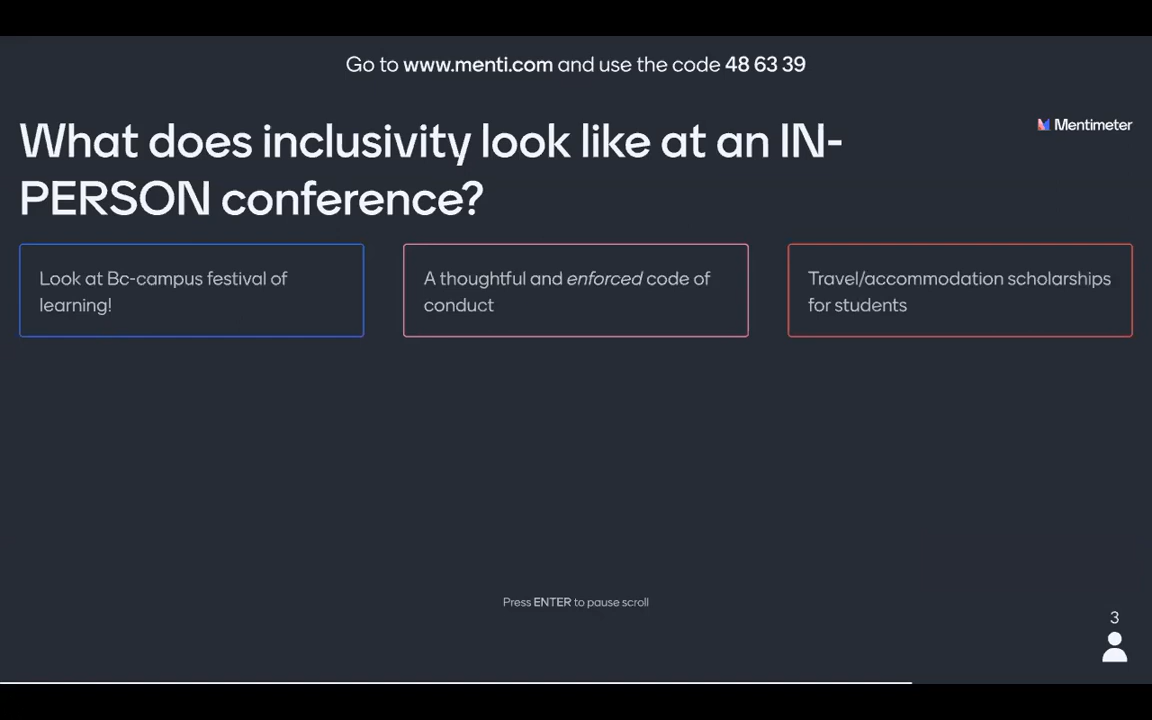 Go to www.menti.com and use the code 48 63 39
Mentimeter
What does inclusivity look like at an IN-
PERSON conference?
Look at Bc-campus festival of
learning!
A thoughtful and enforced code of
conduct
Travel/accommodation scholarships
for students
Press ENTER to pause scroll
3